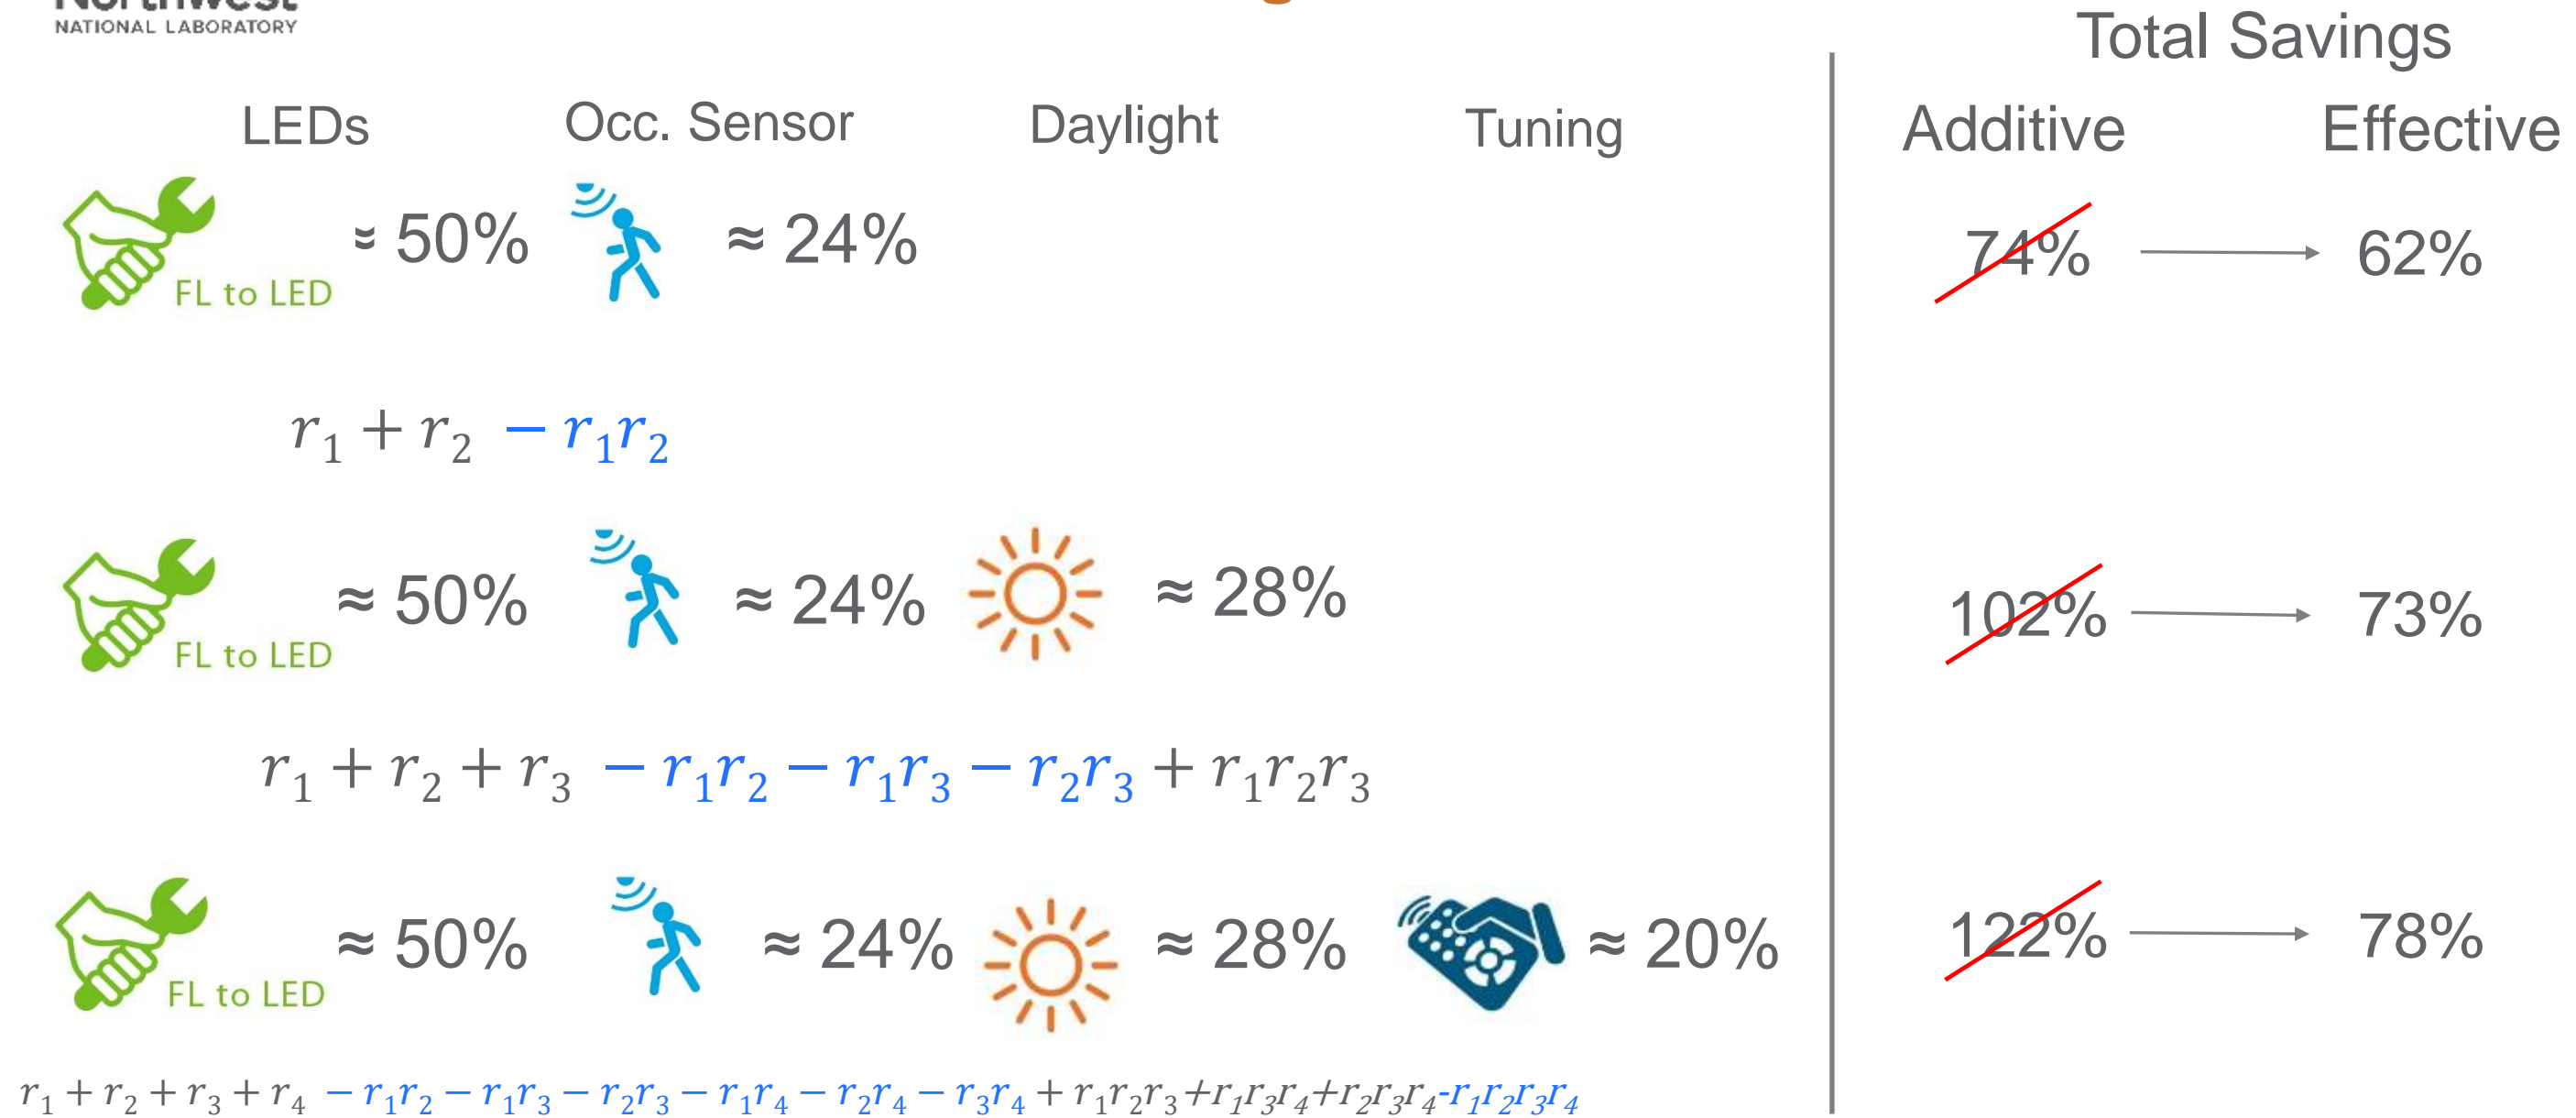 Northwest
NATIONAL LABORATORY
Total Savings
LEDs Occ. Sensor Daylight Tuning Additive Effective
FL to LED ≈ 50% ≈ 24% 74% 62%
r₁ + r₂ − r₁r₂
FL to LED ≈ 50% ≈ 24% ≈ 28% 102% 73%
r₁ + r₂ + r₃ − r₁r₂ − r₁r₃ − r₂r₃ + r₁r₂r₃
FL to LED ≈ 50% ≈ 24% ≈ 28% ≈ 20% 122% 78%
r₁ + r₂ + r₃ + r₄ − r₁r₂ − r₁r₃ − r₂r₃ − r₁r₄ − r₂r₄ − r₃r₄ + r₁r₂r₃+r₁r₃r₄+r₂r₃r₄-r₁r₂r₃r₄